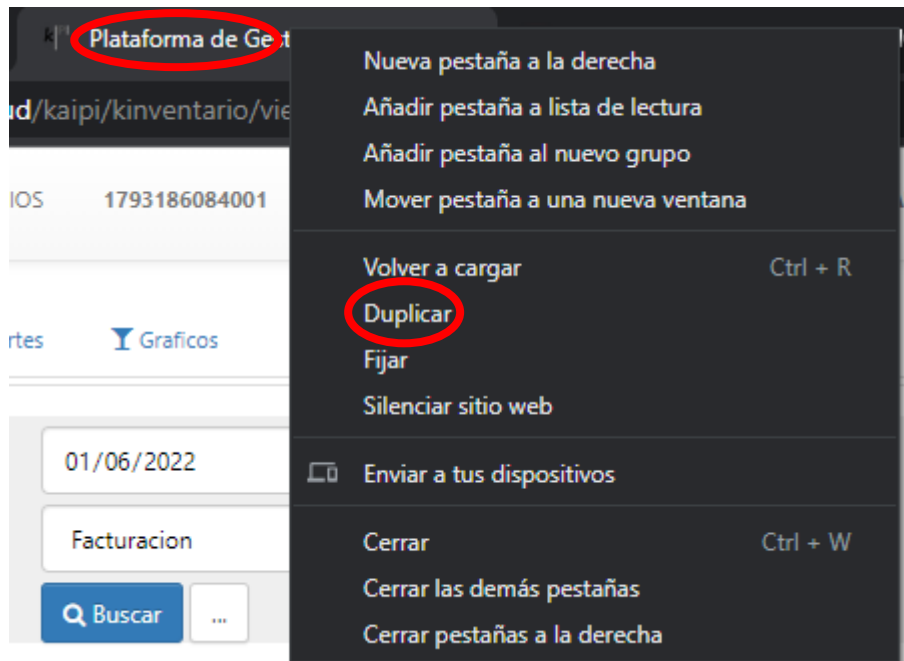 Plataforma de Gest
ud/kaipi/kinventario/vie
IOS 1793186084001
rtes Graficos
01/06/2022
Facturacion
Buscar ...
Nueva pestaña a la derecha
Añadir pestaña a lista de lectura
Añadir pestaña al nuevo grupo
Mover pestaña a una nueva ventana
Volver a cargar Ctrl + R
Duplicar
Fijar
Silenciar sitio web
Enviar a tus dispositivos
Cerrar Ctrl + W
Cerrar las demás pestañas
Cerrar pestañas a la derecha